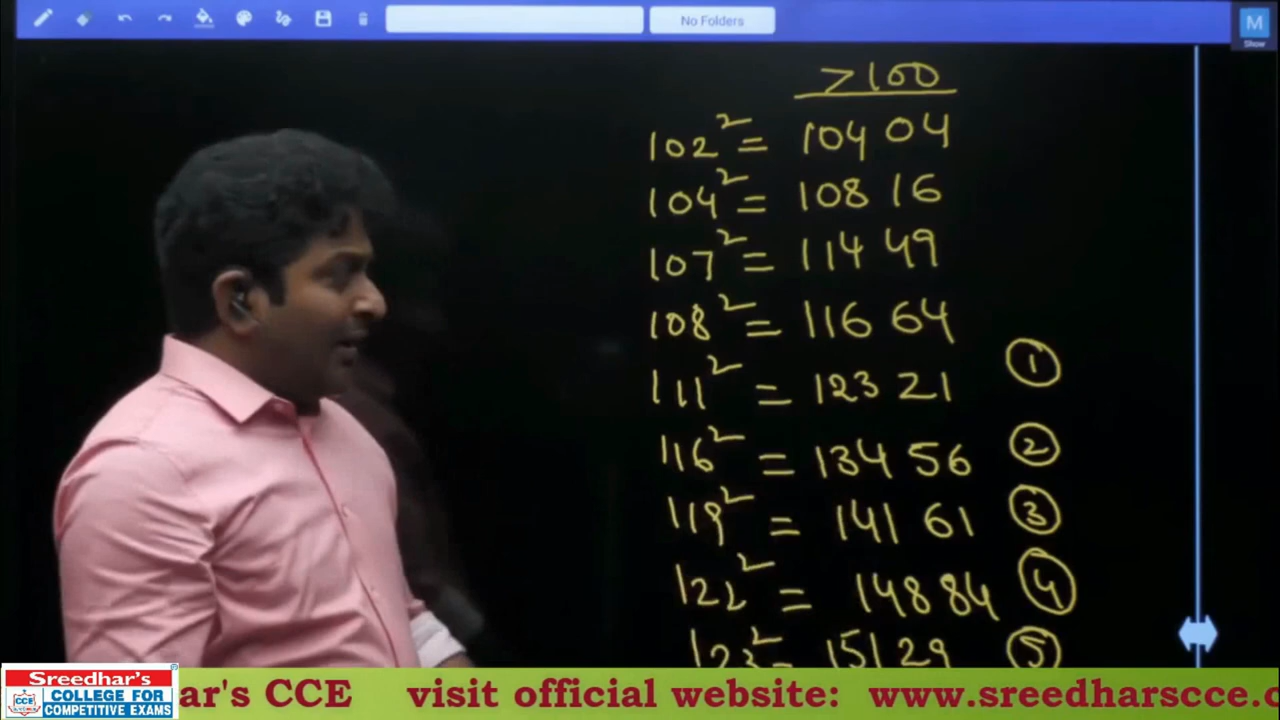 No Folders
M
Show
>100
102² = 104 04
104² = 108 16
107² = 114 49
108² = 116 64
111² = 123 21 ①
116² = 134 56 ②
119² = 141 61 ③
122² = 148 84 ④
123² = 151 29 ⑤
Sreedhar's
CCE
COLLEGE FOR
COMPETITIVE EXAMS
ar's CCE visit official website: www.sreedharscce.c